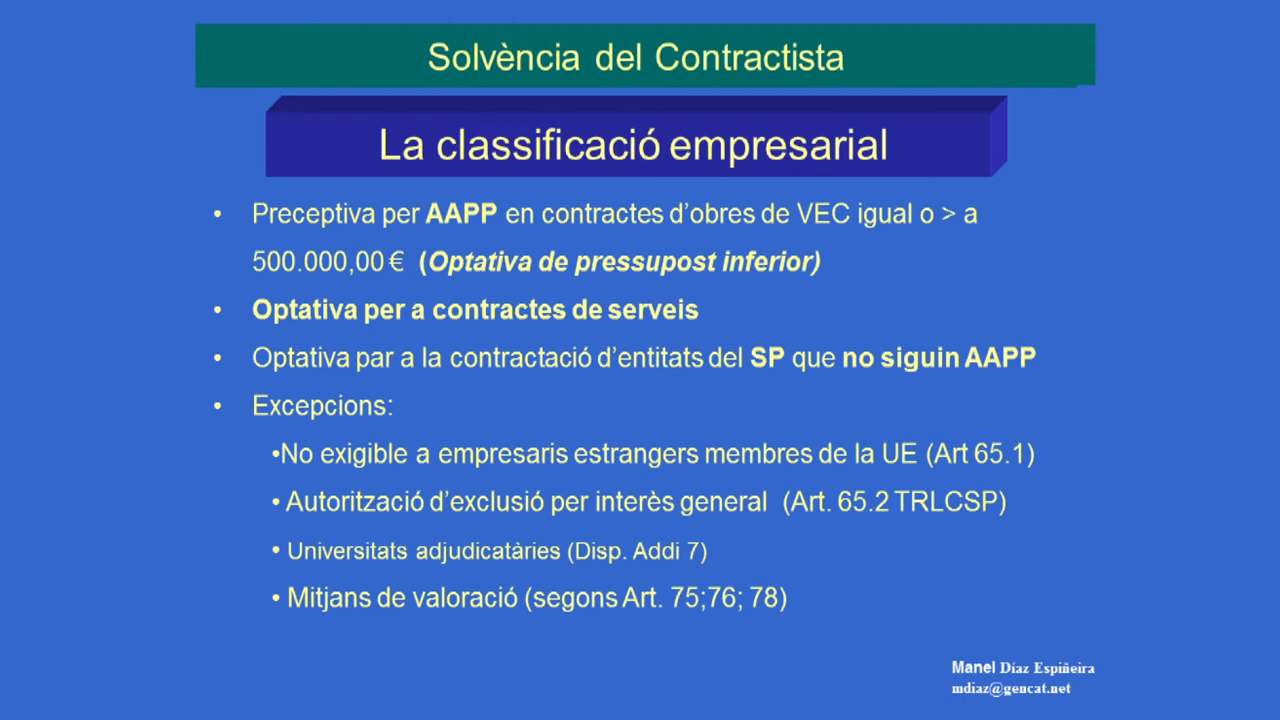 Solvència del Contractista
La classificació empresarial
• Preceptiva per AAPP en contractes d’obres de VEC igual o > a
500.000,00 € (Optativa de pressupost inferior)
• Optativa per a contractes de serveis
• Optativa par a la contractació d’entitats del SP que no siguin AAPP
• Excepcions:
•No exigible a empresaris estrangers membres de la UE (Art 65.1)
• Autorització d’exclusió per interès general (Art. 65.2 TRLCSP)
• Universitats adjudicatàries (Disp. Addi 7)
• Mitjans de valoració (segons Art. 75;76; 78)
Manel Díaz Espiñeira
mdiaz@gencat.net